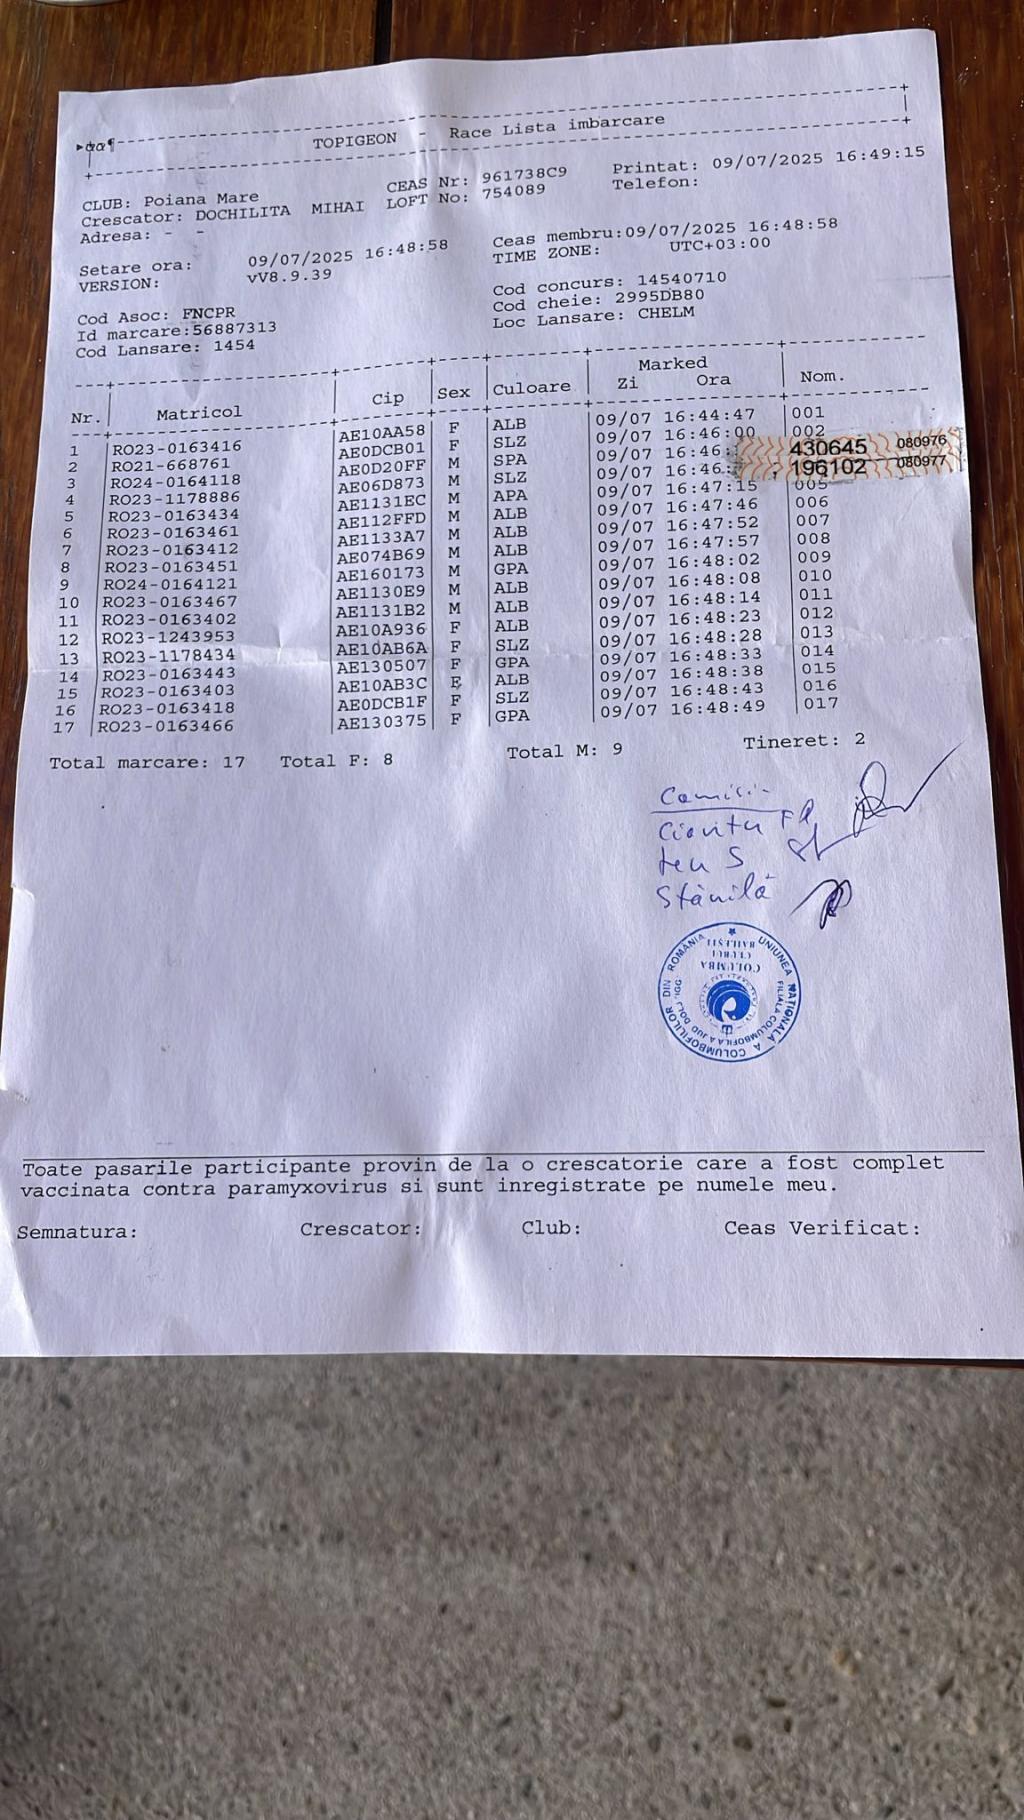 TOPIGEON - Race Lista imbarcare
CEAS Nr: 961738C9 Printat: 09/07/2025 16:49:15
CLUB: Poiana Mare LOFT No: 754089 Telefon:
Crescator: DOCHILITA MIHAI
Adresa: - -
Setare ora: 09/07/2025 16:48:58 Ceas membru:09/07/2025 16:48:58
VERSION: vV8.9.39 TIME ZONE: UTC+03:00
Cod Asoc: FNCPR Cod concurs: 14540710
Id marcare:56887313 Cod cheie: 2995DB80
Cod Lansare: 1454 Loc Lansare: CHELM
Marked
Nr. Matricol Cip Sex Culoare Zi Ora Nom.
1 RO23-0163416 AE10AA58 F ALB 09/07 16:44:47 001
2 RO21-668761 AE0DCB01 F SLZ 09/07 16:46:00 002
3 RO24-0164118 AE0D20FF M SPA 09/07 16:46: 430645 080976
4 RO23-1178886 AE06D873 M SLZ 09/07 16:46: 196102 080977
5 RO23-0163434 AE1131EC M APA 09/07 16:47:15 005
6 RO23-0163461 AE112FFD M ALB 09/07 16:47:46 006
7 RO23-0163412 AE1133A7 M ALB 09/07 16:47:52 007
8 RO23-0163451 AE074B69 M ALB 09/07 16:47:57 008
9 RO24-0164121 AE160173 M GPA 09/07 16:48:02 009
10 RO23-0163467 AE1130E9 M ALB 09/07 16:48:08 010
11 RO23-0163402 AE1131B2 M ALB 09/07 16:48:14 011
12 RO23-1243953 AE10A936 F ALB 09/07 16:48:23 012
13 RO23-1178434 AE10AB6A F SLZ 09/07 16:48:28 013
14 RO23-0163443 AE130507 F GPA 09/07 16:48:33 014
15 RO23-0163403 AE10AB3C F ALB 09/07 16:48:38 015
16 RO23-0163418 AE0DCB1F F SLZ 09/07 16:48:43 016
17 RO23-0163466 AE130375 F GPA 09/07 16:48:49 017
Total marcare: 17 Total F: 8 Total M: 9 Tineret: 2
Stănilă
UNIUNEA NAȚIONALĂ A COLUMBOFILILOR DIN ROMÂNIA
FILIALA COLUMBOFILĂ A JUD DOLJ
COLUMBA
CLUBUL
BĂILEȘTI
Toate pasarile participante provin de la o crescatorie care a fost complet
vaccinata contra paramyxovirus si sunt inregistrate pe numele meu.
Semnatura: Crescator: Club: Ceas Verificat: